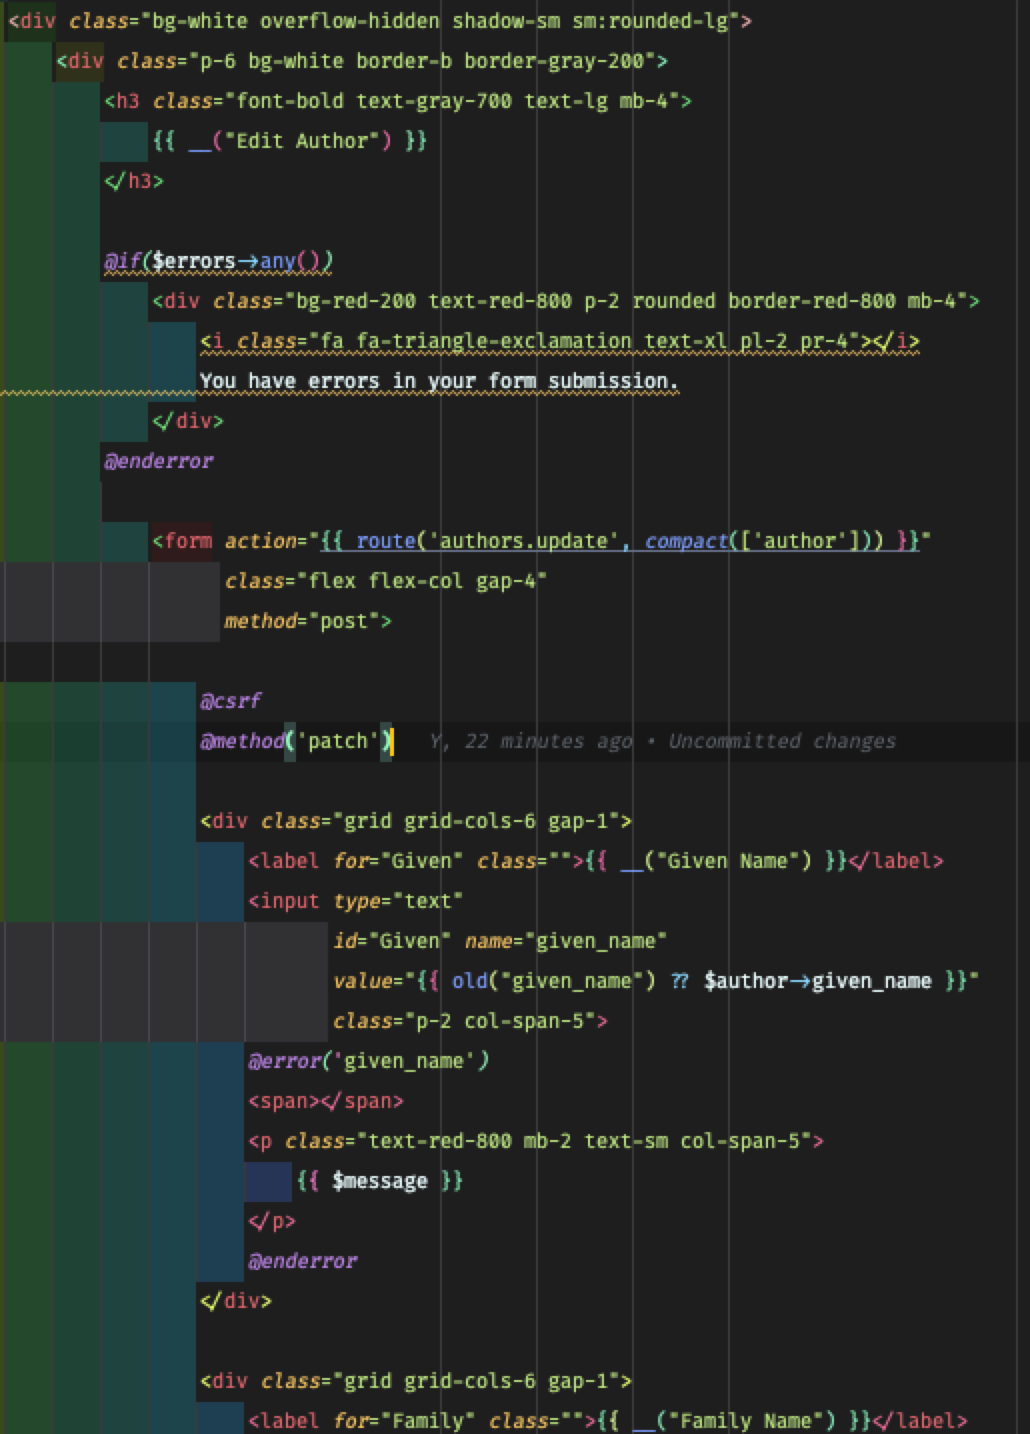 <div class="bg-white overflow-hidden shadow-sm sm:rounded-lg">
<div class="p-6 bg-white border-b border-gray-200">
<h3 class="font-bold text-gray-700 text-lg mb-4">
{{ __("Edit Author") }}
</h3>
@if($errors->any())
<div class="bg-red-200 text-red-800 p-2 rounded border-red-800 mb-4">
<i class="fa fa-triangle-exclamation text-xl pl-2 pr-4"></i>
You have errors in your form submission.
</div>
@enderror
<form action="{{ route('authors.update', compact(['author'])) }}"
class="flex flex-col gap-4"
method="post">
@csrf
@method('patch') Y, 22 minutes ago • Uncommitted changes
<div class="grid grid-cols-6 gap-1">
<label for="Given" class="">{{ __("Given Name") }}</label>
<input type="text"
id="Given" name="given_name"
value="{{ old("given_name") ?? $author->given_name }}"
class="p-2 col-span-5">
@error('given_name')
<span></span>
<p class="text-red-800 mb-2 text-sm col-span-5">
{{ $message }}
</p>
@enderror
</div>
<div class="grid grid-cols-6 gap-1">
<label for="Family" class="">{{ __("Family Name") }}</label>